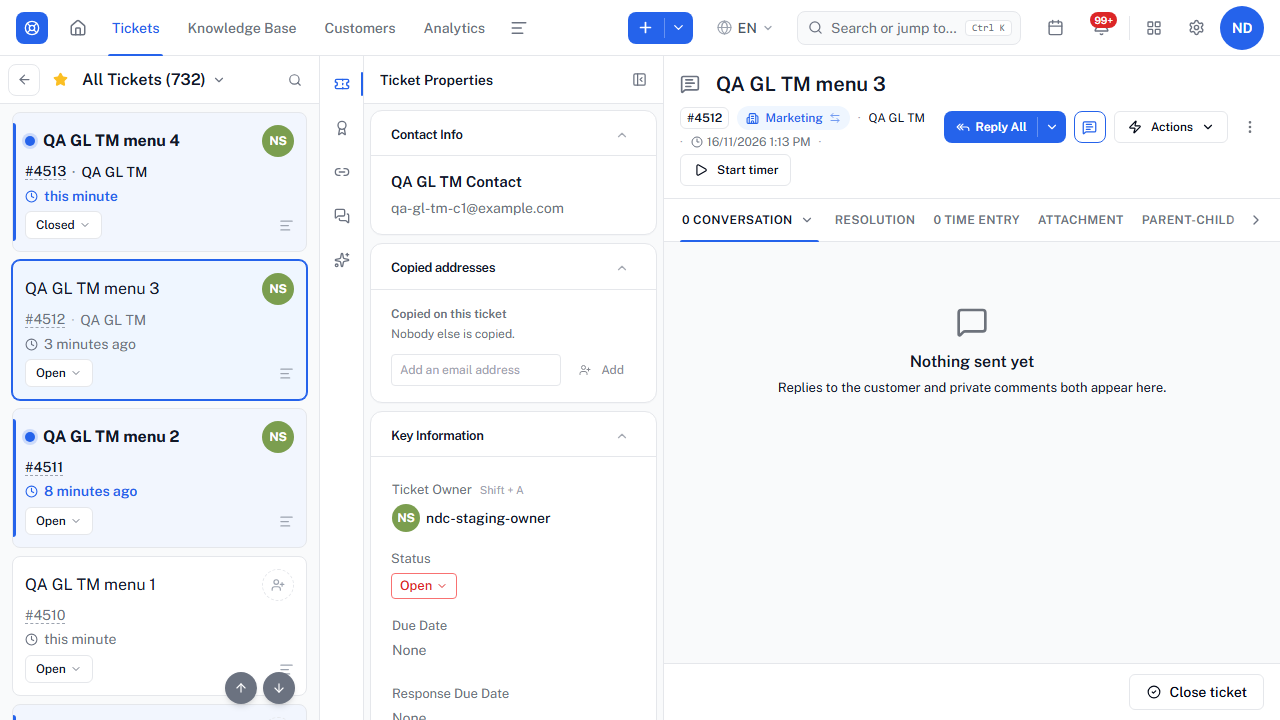 Tickets
Knowledge Base
Customers
Analytics
EN
Search or jump to...
Ctrl K
99+
ND
All Tickets (732)
QA GL TM menu 4
NS
#4513 · QA GL TM
this minute
Closed
QA GL TM menu 3
NS
#4512 · QA GL TM
3 minutes ago
Open
QA GL TM menu 2
NS
#4511
8 minutes ago
Open
QA GL TM menu 1
#4510
this minute
Open
Ticket Properties
Contact Info
QA GL TM Contact
qa-gl-tm-c1@example.com
Copied addresses
Copied on this ticket
Nobody else is copied.
Add an email address
Add
Key Information
Ticket Owner Shift + A
NS ndc-staging-owner
Status
Open
Due Date
None
Response Due Date
None
QA GL TM menu 3
#4512 Marketing · QA GL TM
· 16/11/2026 1:13 PM ·
Start timer
Reply All
Actions
0 CONVERSATION
RESOLUTION
0 TIME ENTRY
ATTACHMENT
PARENT-CHILD
Nothing sent yet
Replies to the customer and private comments both appear here.
Close ticket